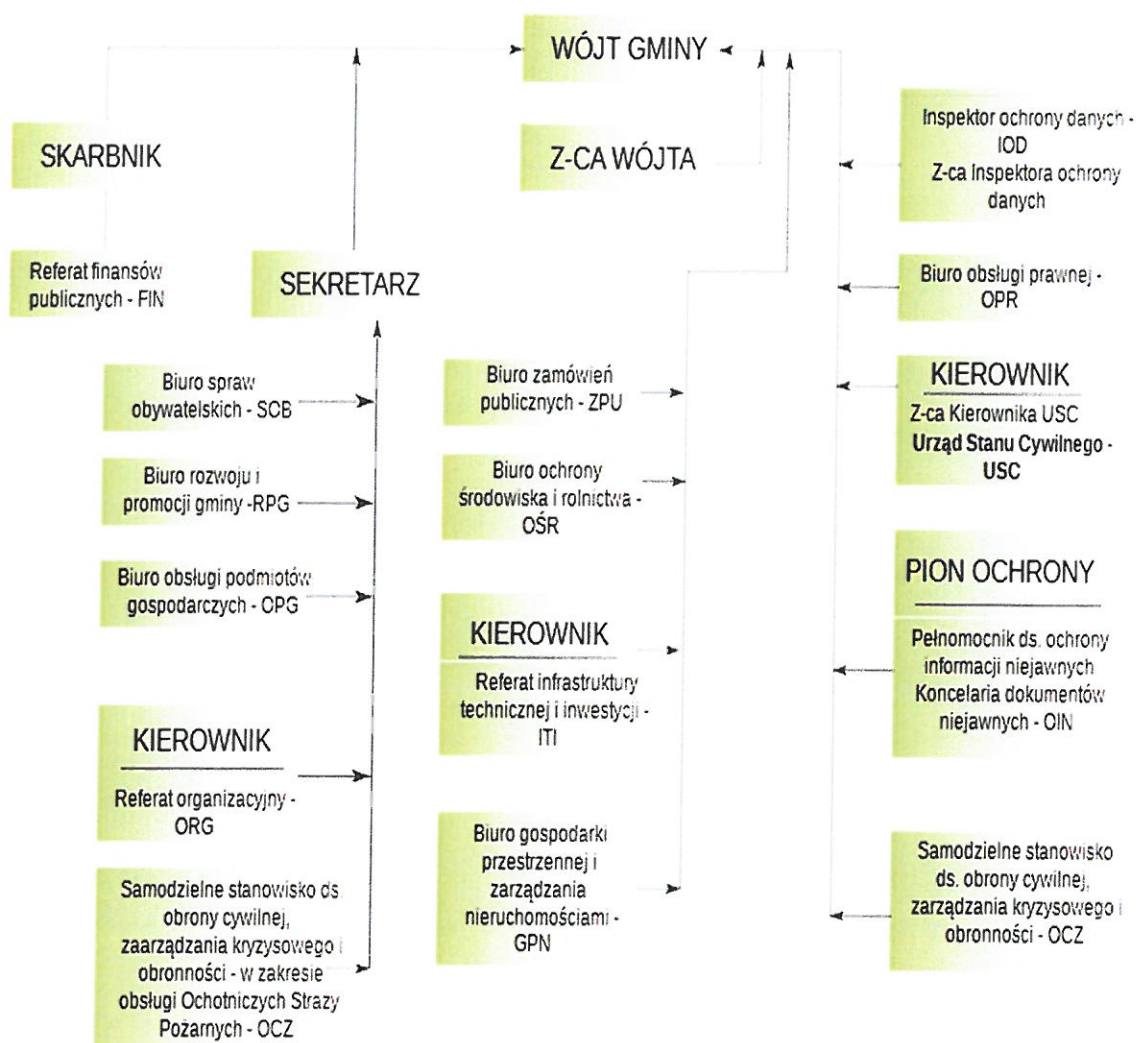 WÓJT GMINY
SKARBNIK
Z-CA WÓJTA
Inspektor ochrony danych -
IOD
Z-ca Inspektora ochrony
danych
Referat finansów
publicznych - FIN
SEKRETARZ
Biuro obsługi prawnej -
OPR
Biuro spraw
obywatelskich - SOB
Biuro zamówień
publicznych - ZPU
KIEROWNIK
Z-ca Kierownika USC
Urząd Stanu Cywilnego -
USC
Biuro rozwoju i
promocji gminy -RPG
Biuro ochrony
środowiska i rolnictwa -
OŚR
Biuro obsługi podmiotów
gospodarczych - OPG
PION OCHRONY
Pełnomocnik ds. ochrony
informacji niejawnych
Koncelaria dokumentów
niejawnych - OIN
KIEROWNIK
Referat infrastruktury
technicznej i inwestycji -
ITI
KIEROWNIK
Referat organizacyjny -
ORG
Biuro gospodarki
przestrzennej i
zarządzania
nieruchomościami -
GPN
Samodzielne stanowisko
ds. obrony cywilnej,
zarządzania kryzysowego i
obronności - OCZ
Samodzielne stanowisko ds.
obrony cywilnej,
zaarządzania kryzysowego i
obronności - w zakresie
obsługi Ochotniczych Strazy
Pożarnych - OCZ